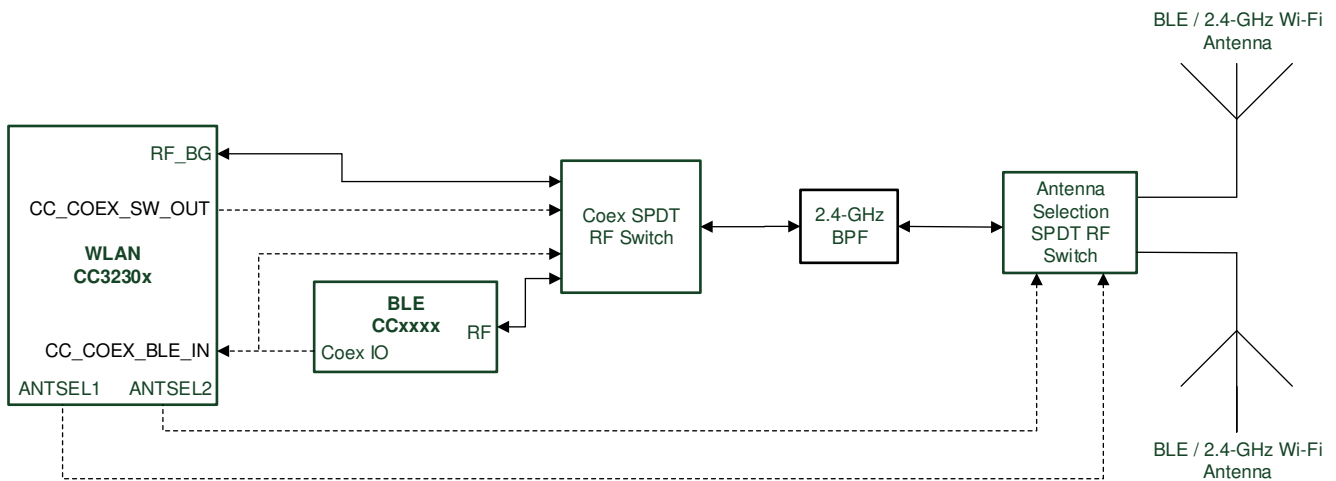 BLE / 2.4-GHz Wi-Fi
Antenna
RF_BG
CC_COEX_SW_OUT
WLAN
CC3230x
CC_COEX_BLE_IN
ANTSEL1 ANTSEL2
BLE
CCxxxx
RF
Coex IO
Coex SPDT
RF Switch
2.4-GHz
BPF
Antenna
Selection
SPDT RF
Switch
BLE / 2.4-GHz Wi-Fi
Antenna